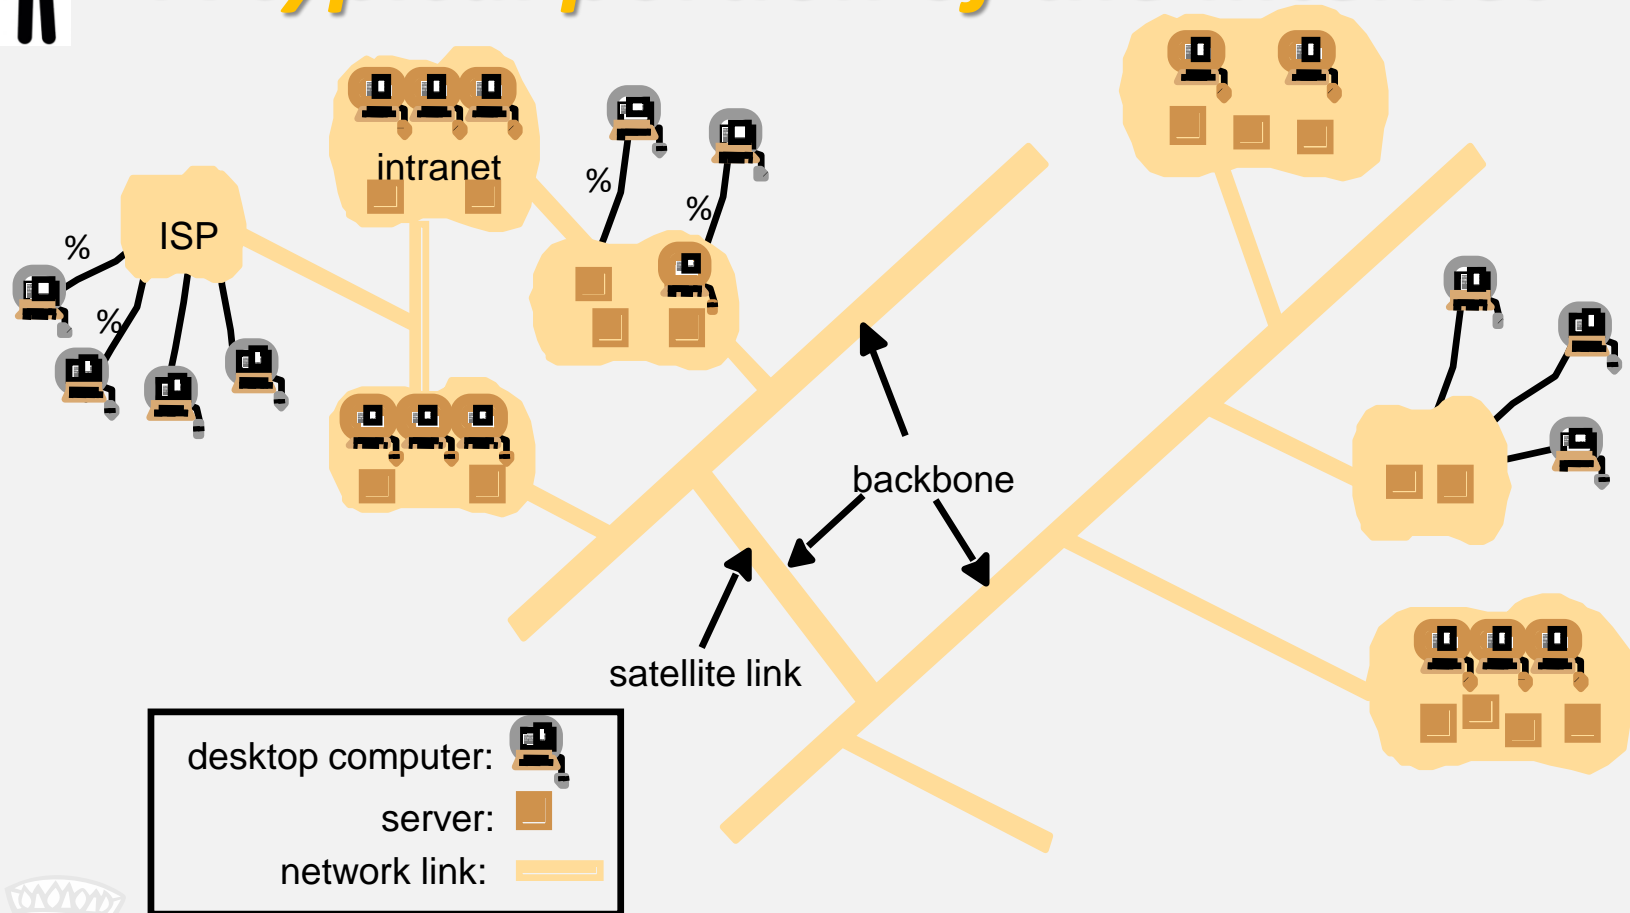 intranet
%
%
ISP
%
%
backbone
satellite link
desktop computer:
server:
network link: